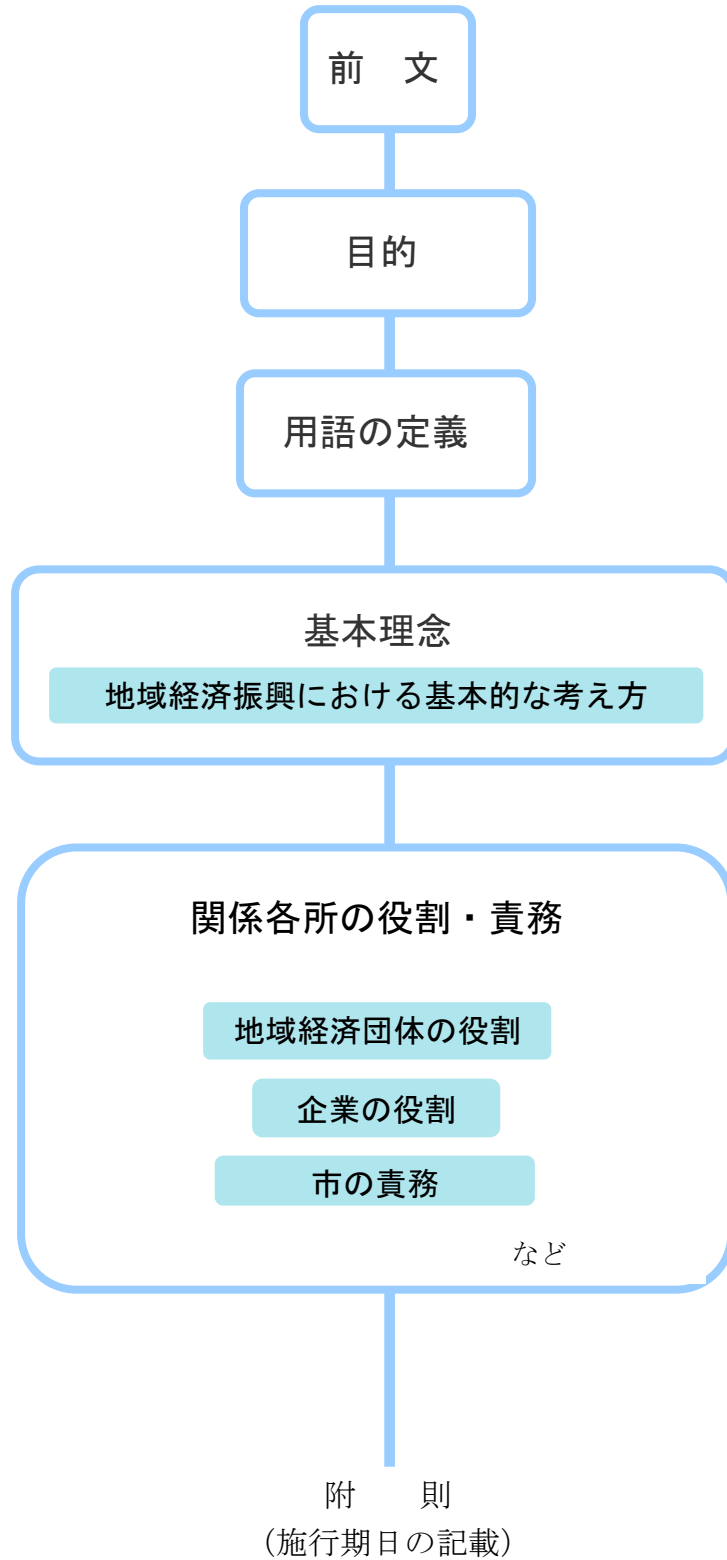 前　文
目的
用語の定義
基本理念
地域経済振興における基本的な考え方
関係各所の役割・責務
地域経済団体の役割
企業の役割
市の責務
など
附　則
（施行期日の記載）